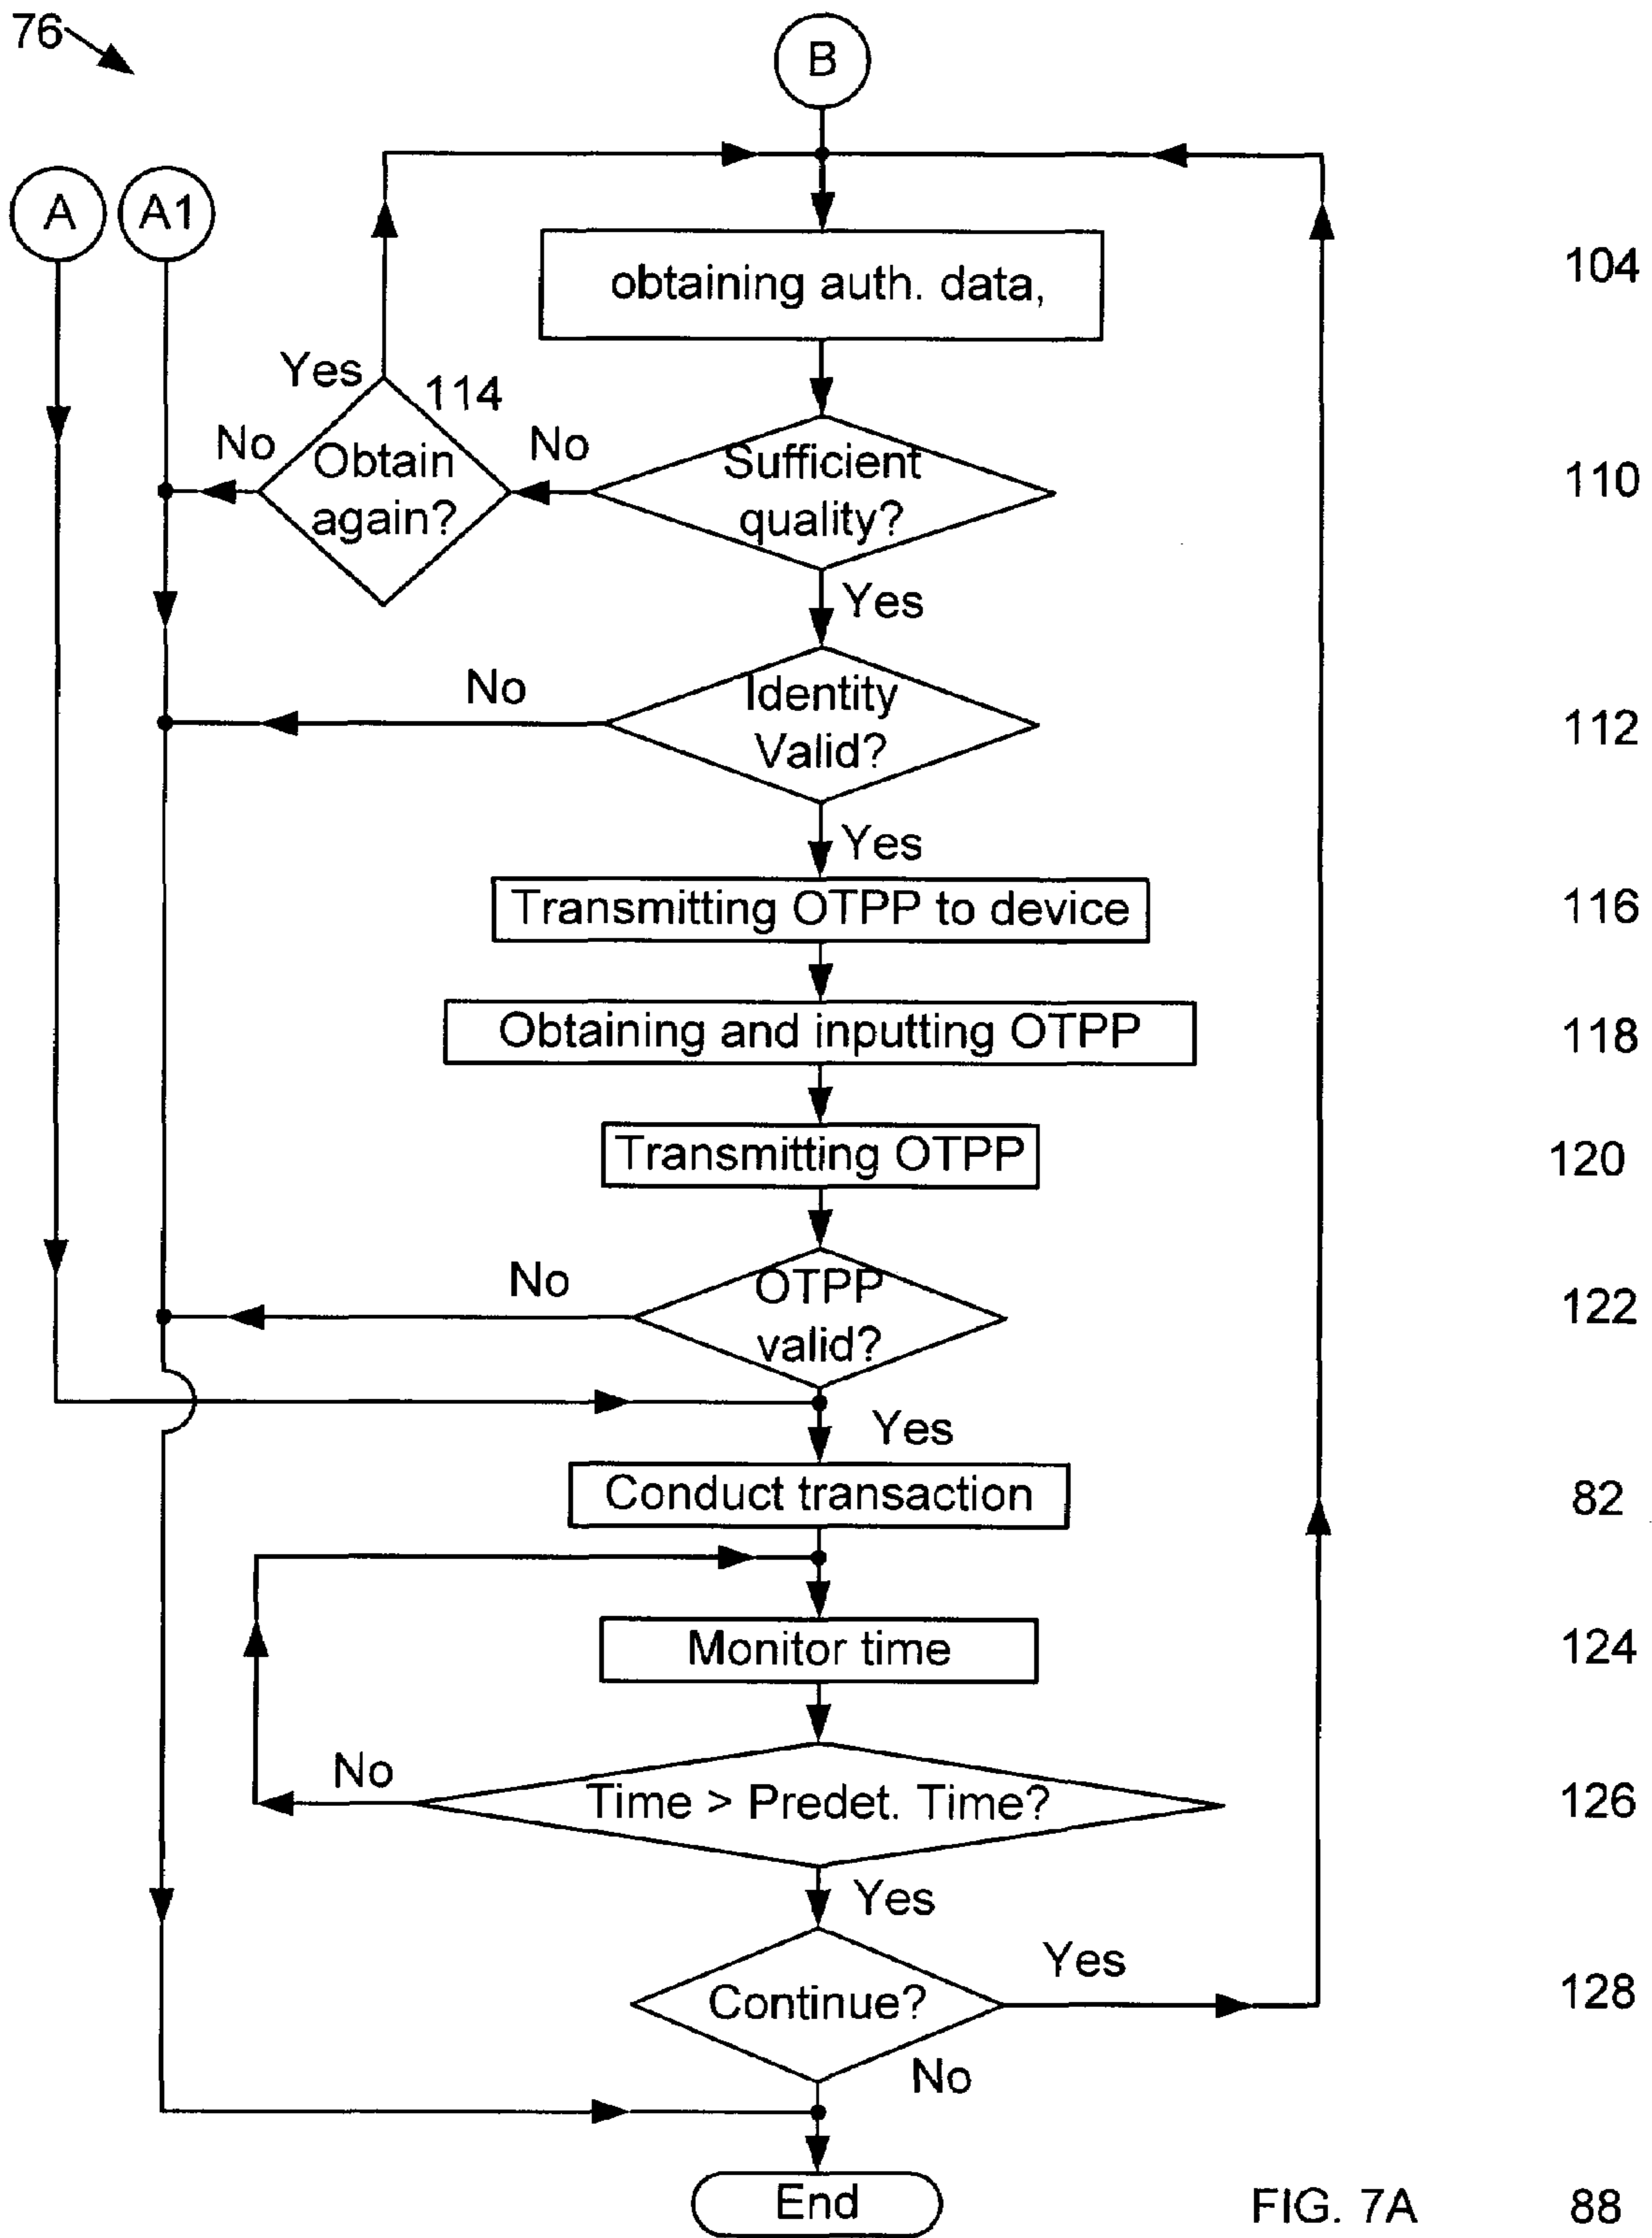 76
B
A
A1
obtaining auth. data,
104
Yes
114
No
Obtain
again?
No
Sufficient
quality?
110
Yes
No
Identity
Valid?
112
Yes
Transmitting OTPP to device
116
Obtaining and inputting OTPP
118
Transmitting OTPP
120
No
OTPP
valid?
122
Yes
Conduct transaction
82
Monitor time
124
No
Time > Predet. Time?
126
Yes
Continue?
Yes
128
No
End
FIG. 7A
88